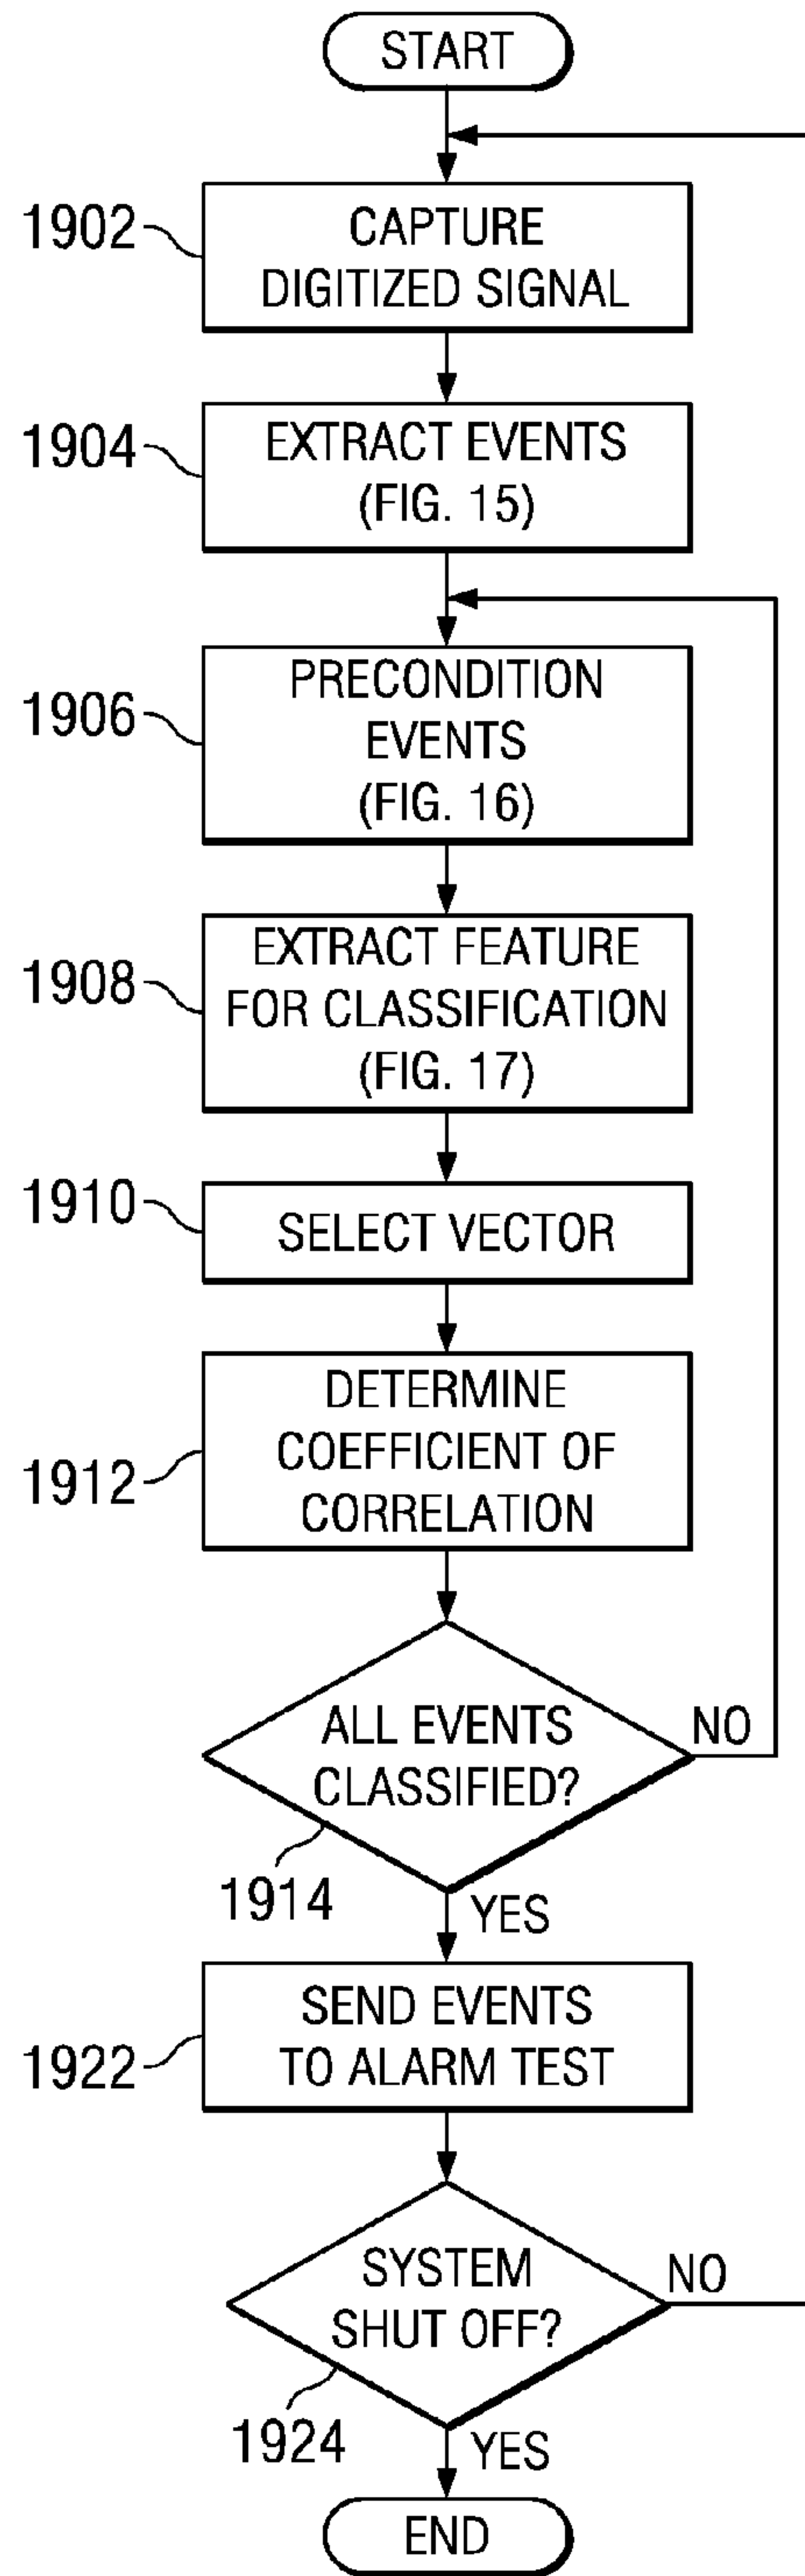 START
1902
CAPTURE
DIGITIZED SIGNAL
1904
EXTRACT EVENTS
(FIG. 15)
1906
PRECONDITION
EVENTS
(FIG. 16)
1908
EXTRACT FEATURE
FOR CLASSIFICATION
(FIG. 17)
1910
SELECT VECTOR
1912
DETERMINE
COEFFICIENT OF
CORRELATION
ALL EVENTS
CLASSIFIED?
NO
1914
YES
1922
SEND EVENTS
TO ALARM TEST
SYSTEM
SHUT OFF?
NO
1924
YES
END